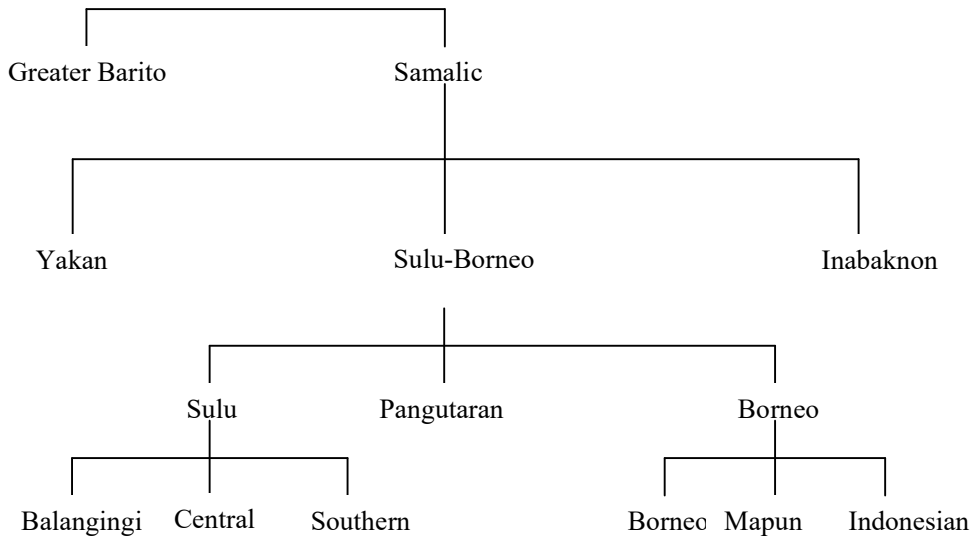 Greater Barito Samalic
Yakan Sulu-Borneo Inabaknon
Sulu Pangutaran Borneo
Balangingi Central Southern Borneo Mapun Indonesian